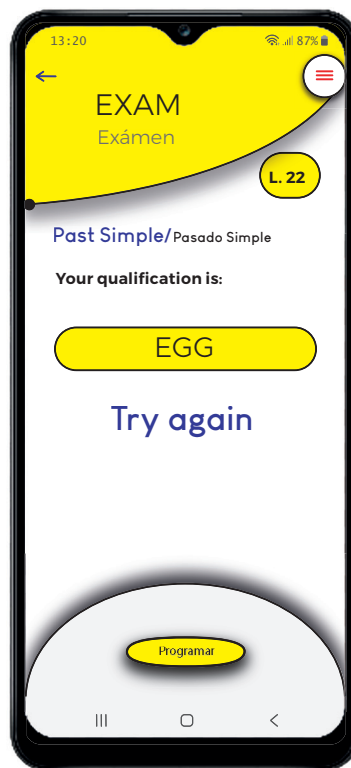 13:20 87%
EXAM
Exámen
L. 22
Past Simple/Pasado Simple
Your qualification is:
EGG
Try again
Programar